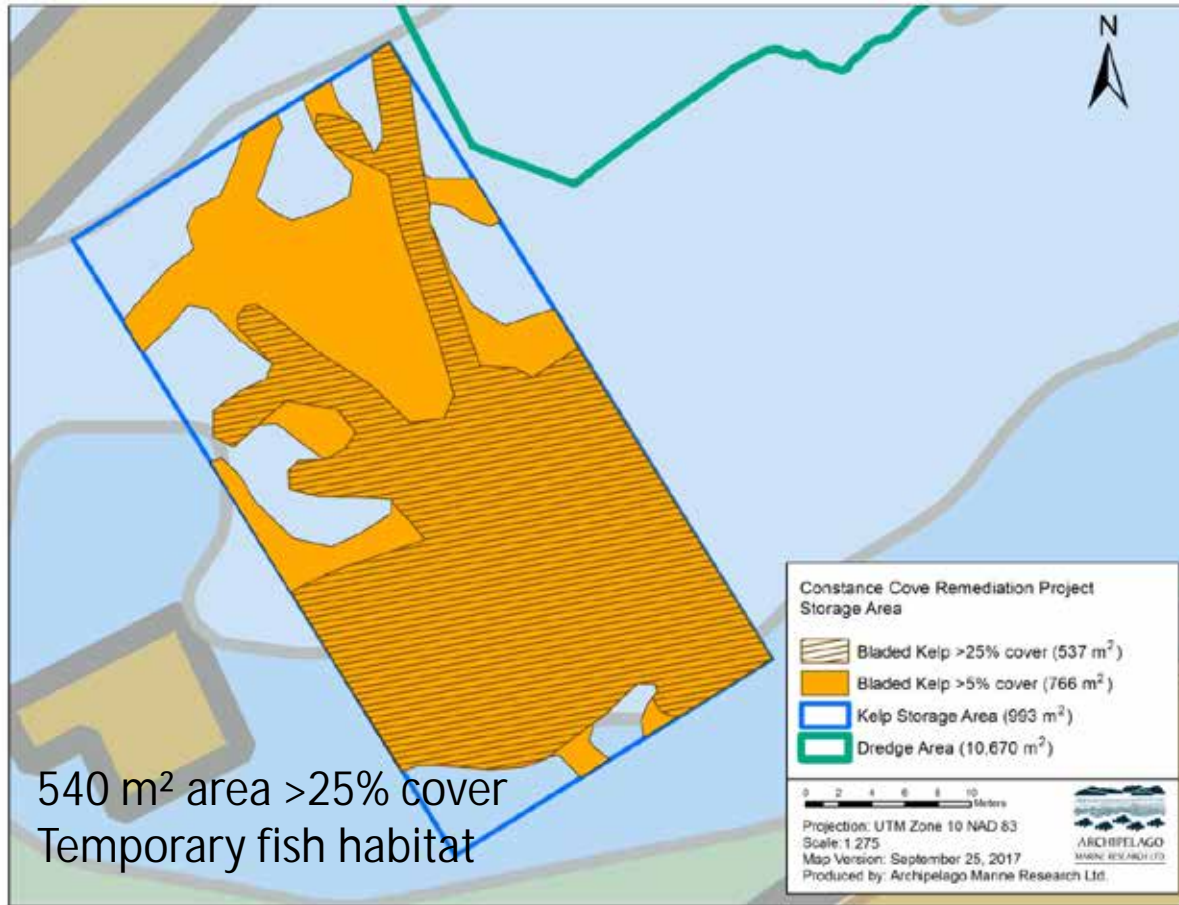 N
Constance Cove Remediation Project
Storage Area
Bladed Kelp >25% cover (537 m²)
Bladed Kelp >5% cover (766 m²)
Kelp Storage Area (993 m²)
Dredge Area (10,670 m²)
0 2 4 6 8 10
Meters
Projection: UTM Zone 10 NAD 83
Scale:1:275
Map Version: September 25, 2017
Produced by: Archipelago Marine Research Ltd.
ARCHIPELAGO
MARINE RESEARCH LTD
540 m² area >25% cover
Temporary fish habitat